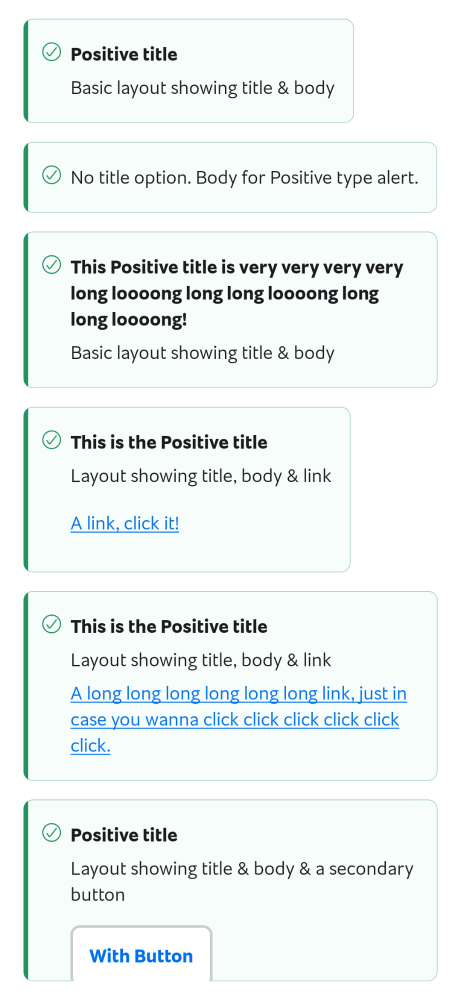 Positive title
Basic layout showing title & body
No title option. Body for Positive type alert.
This Positive title is very very very very
long loooong long long loooong long
long loooong!
Basic layout showing title & body
This is the Positive title
Layout showing title, body & link
A link, click it!
This is the Positive title
Layout showing title, body & link
A long long long long long long link, just in
case you wanna click click click click click
click.
Positive title
Layout showing title & body & a secondary
button
With Button